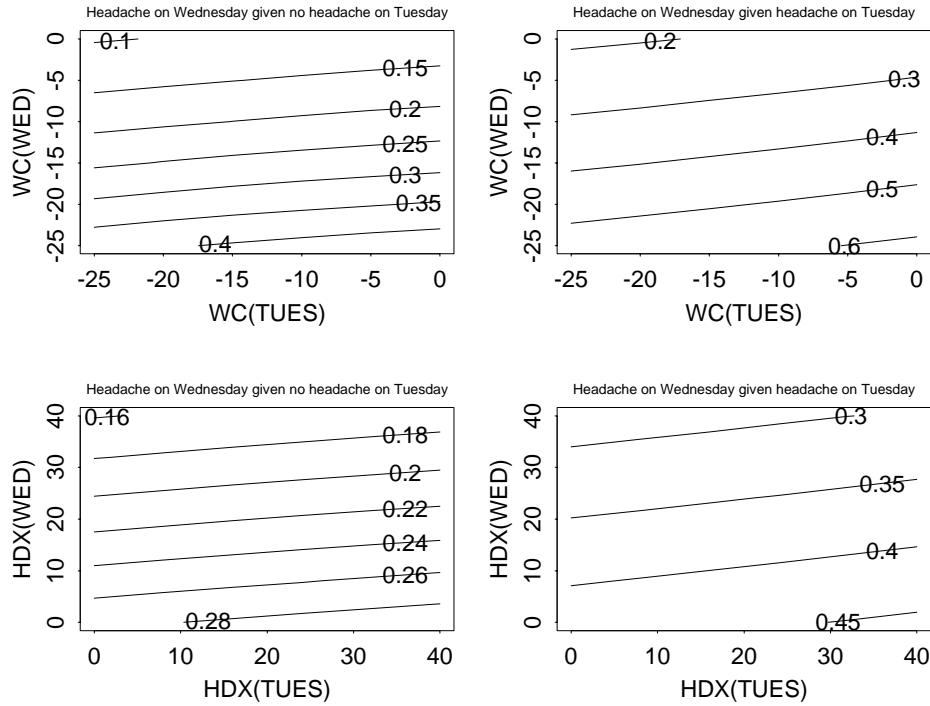 Headache on Wednesday given no headache on Tuesday
WC(WED)
0
-5
-10
-15
-20
-25
0.1
0.15
0.2
0.25
0.3
0.35
0.4
-25 -20 -15 -10 -5 0
WC(TUES)
Headache on Wednesday given headache on Tuesday
WC(WED)
0
-5
-10
-15
-20
-25
0.2
0.3
0.4
0.5
0.6
-25 -20 -15 -10 -5 0
WC(TUES)
Headache on Wednesday given no headache on Tuesday
HDX(WED)
40
30
20
10
0
0.16
0.18
0.2
0.22
0.24
0.26
0.28
0 10 20 30 40
HDX(TUES)
Headache on Wednesday given headache on Tuesday
HDX(WED)
40
30
20
10
0
0.3
0.35
0.4
0.45
0 10 20 30 40
HDX(TUES)